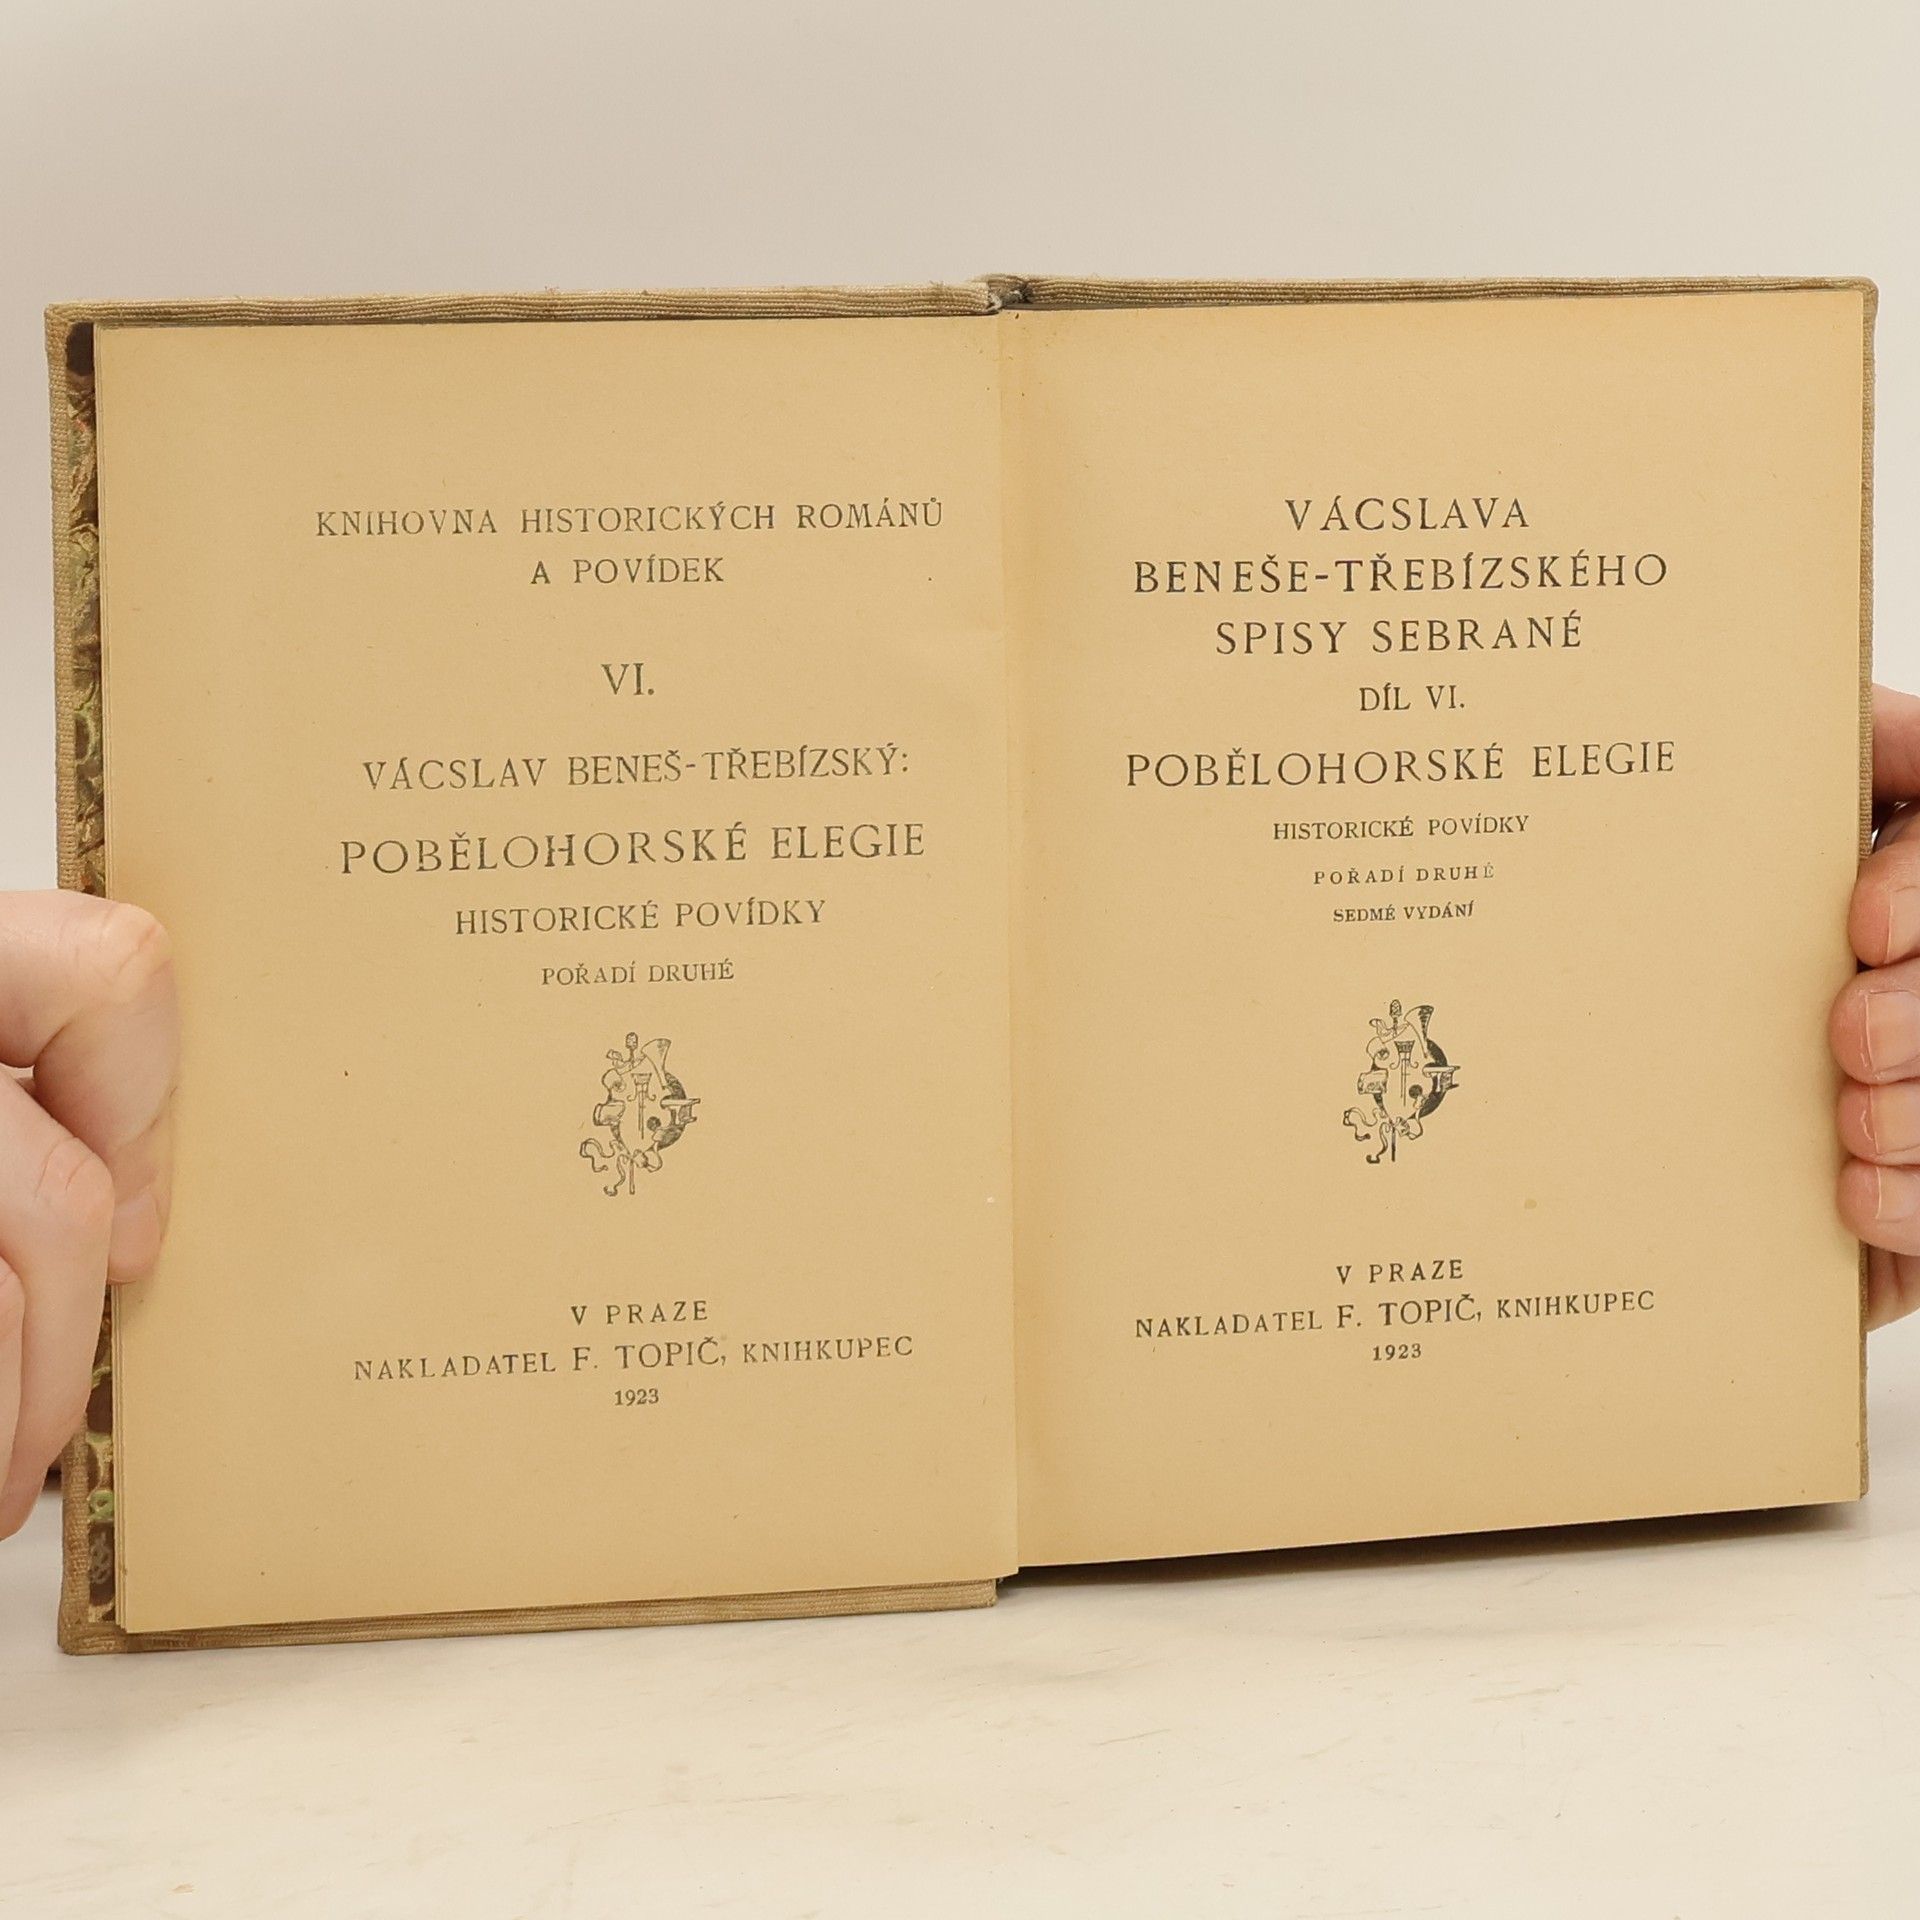 KNIHOVNA HISTORICKÝCH ROMÁNŮ
A POVÍDEK
VI.
VÁCSLAV BENEŠ-TŘEBÍZSKÝ:
POBĚLOHORSKÉ ELEGIE
HISTORICKÉ POVÍDKY
POŘADÍ DRUHÉ
V PRAZE
NAKLADATEL F. TOPIČ, KNIHKUPEC
1923
VÁCSLAVA
BENEŠE-TŘEBÍZSKÉHO
SPISY SEBRANÉ
DÍL VI.
POBĚLOHORSKÉ ELEGIE
HISTORICKÉ POVÍDKY
POŘADÍ DRUHÉ
SEDMÉ VYDÁNÍ
V PRAZE
NAKLADATEL F. TOPIČ, KNIHKUPEC
1923